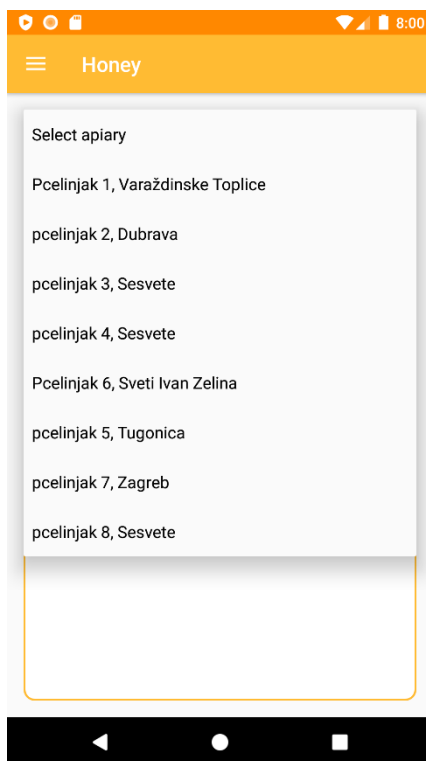 8:00
Honey
Select apiary
Pcelinjak 1, Varaždinske Toplice
pcelinjak 2, Dubrava
pcelinjak 3, Sesvete
pcelinjak 4, Sesvete
Pcelinjak 6, Sveti Ivan Zelina
pcelinjak 5, Tugonica
pcelinjak 7, Zagreb
pcelinjak 8, Sesvete